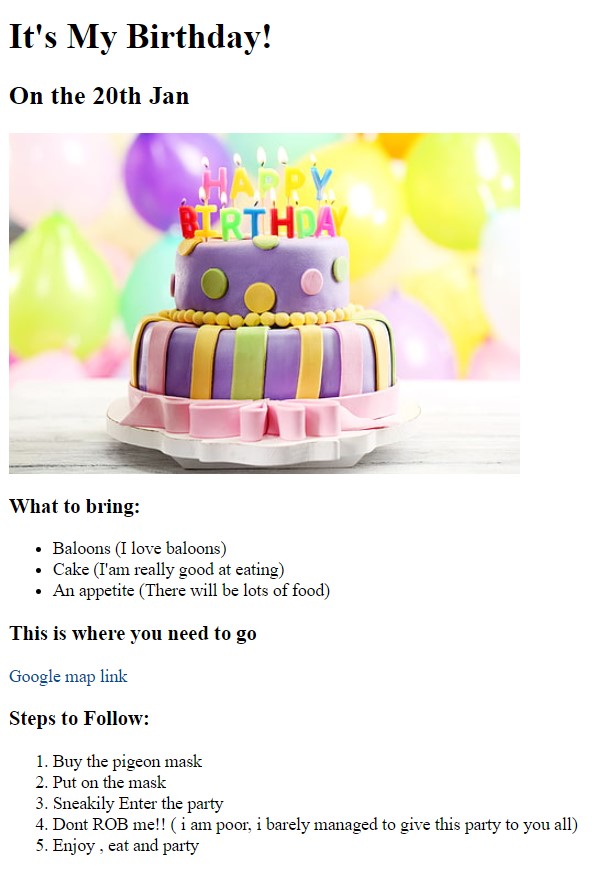 It's My Birthday!
On the 20th Jan
HAPPY
BIRTHDAY
What to bring:
Baloons (I love baloons)
Cake (I'am really good at eating)
An appetite (There will be lots of food)
This is where you need to go
Google map link
Steps to Follow:
1. Buy the pigeon mask
2. Put on the mask
3. Sneakily Enter the party
4. Dont ROB me!! ( i am poor, i barely managed to give this party to you all)
5. Enjoy , eat and party